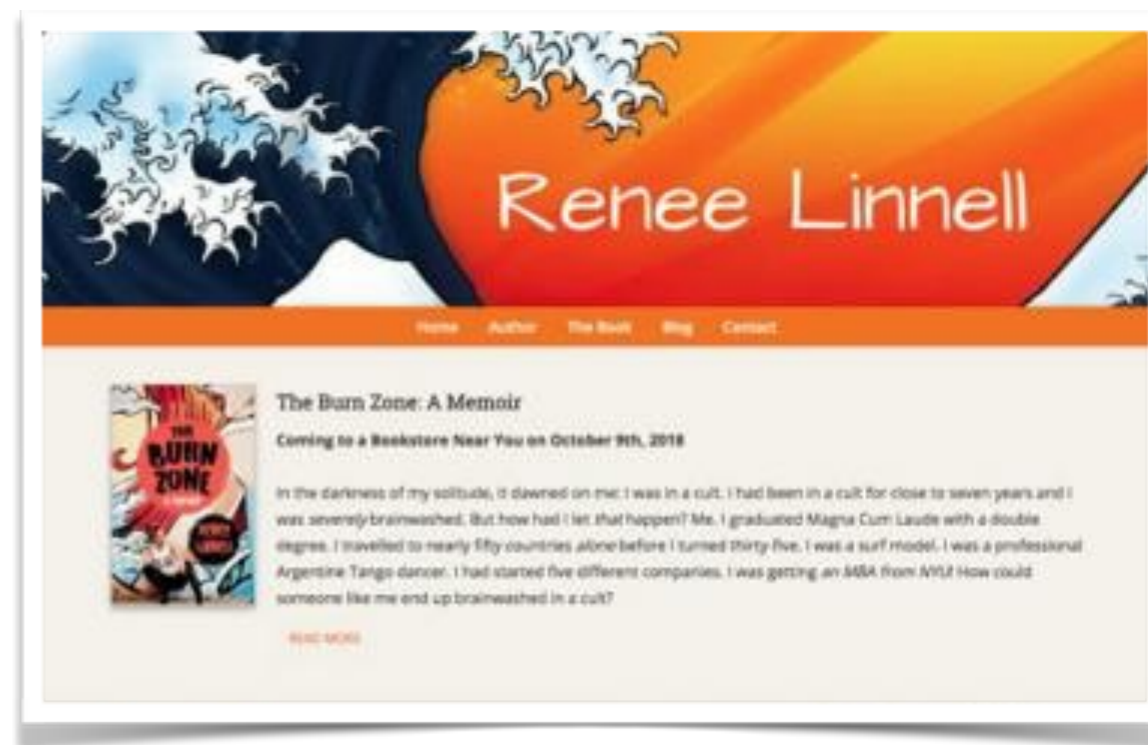 Renee Linnell
Home Author The Book Blog Contact
THE
BURN
ZONE
The Burn Zone: A Memoir
Coming to a Bookstore Near You on October 9th, 2018
In the darkness of my solitude, it dawned on me: I was in a cult. I had been in a cult for close to seven years and I
was severely brainwashed. But how had I let that happen? Me. I graduated Magna Cum Laude with a double
degree. I travelled to nearly fifty countries alone before I turned thirty-five. I was a surf model. I was a professional
Argentine Tango dancer. I had started five different companies. I was getting an MBA from NYU! How could
someone like me end up brainwashed in a cult?
READ MORE